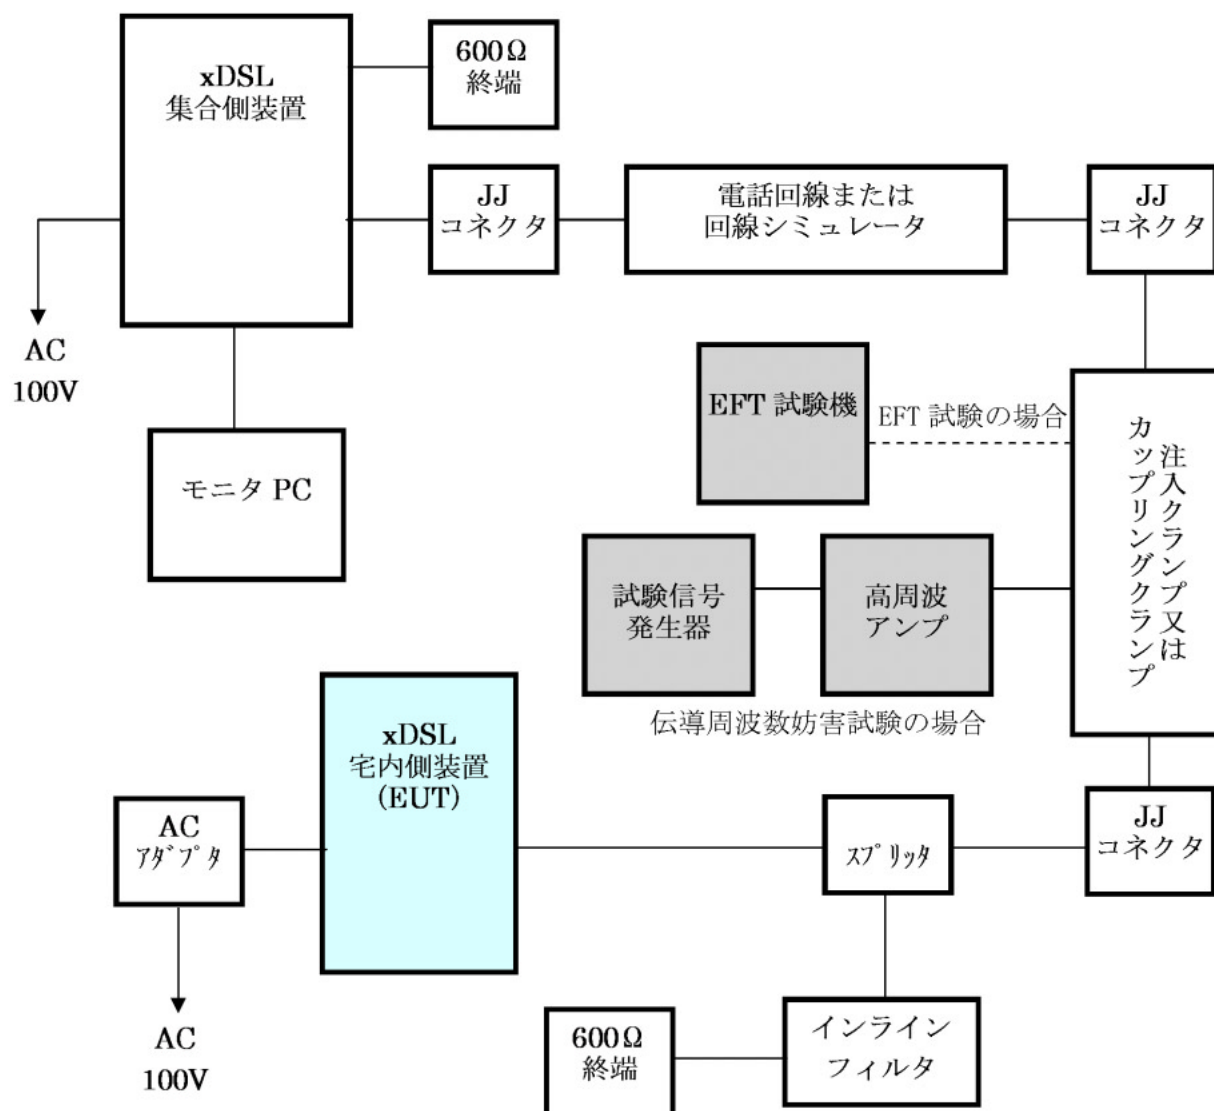 xDSL
集合側装置
600Ω
終端
JJ
コネクタ
電話回線または
回線シミュレータ
JJ
コネクタ
AC
100V
モニタ PC
EFT 試験機
EFT 試験の場合
注入クランプ又は
カップリングクランプ
試験信号
発生器
高周波
アンプ
伝導周波数妨害試験の場合
xDSL
宅内側装置
(EUT)
AC
ｱﾀﾞﾌﾟﾀ
AC
100V
ｽﾌﾟﾘｯﾀ
JJ
コネクタ
インライン
フィルタ
600Ω
終端